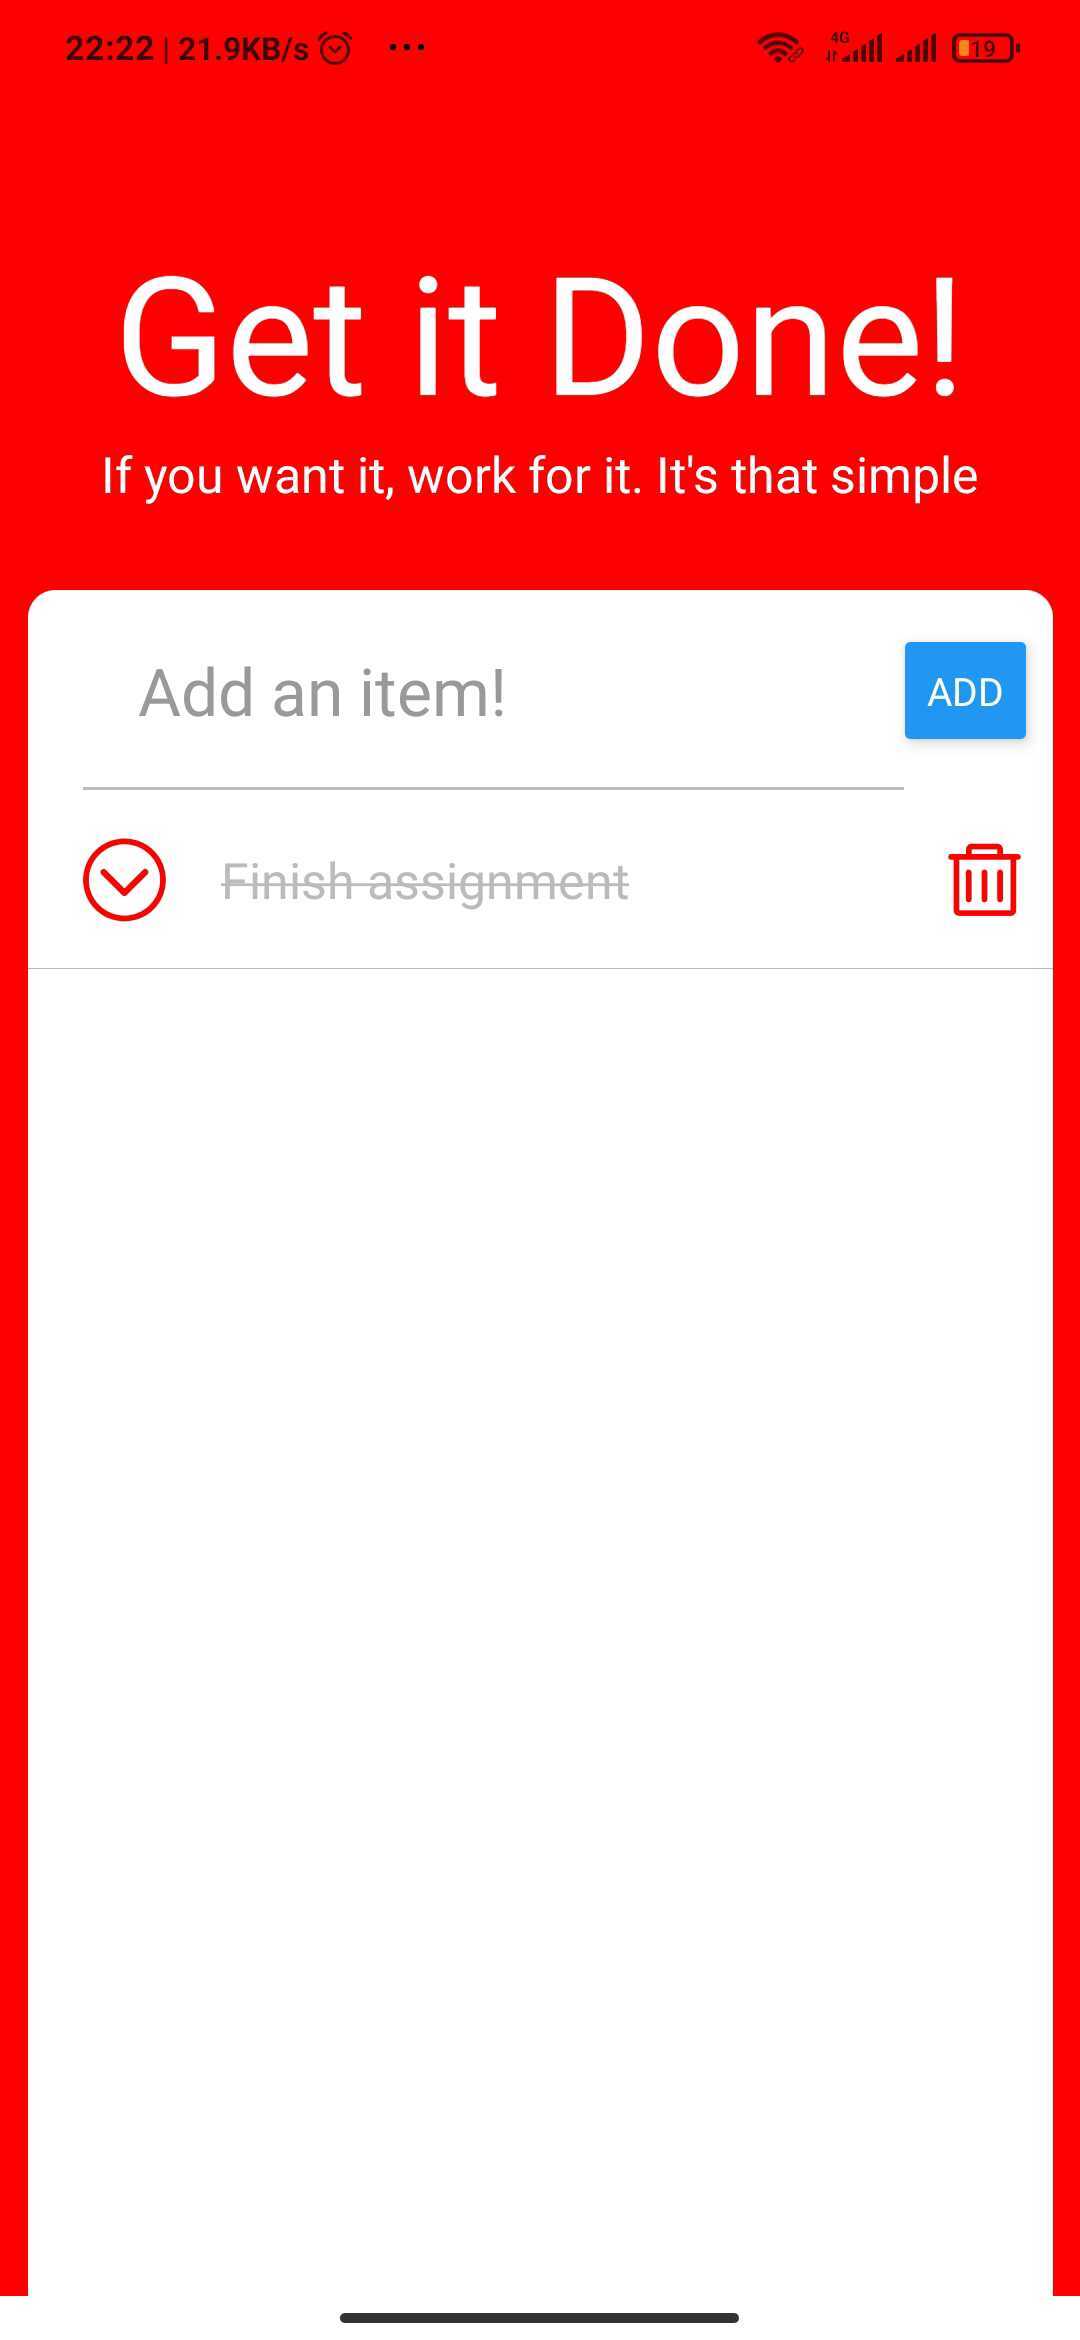 22:22 | 21.9KB/s
4G
19
Get it Done!
If you want it, work for it. It's that simple
Add an item!
ADD
Finish assignment